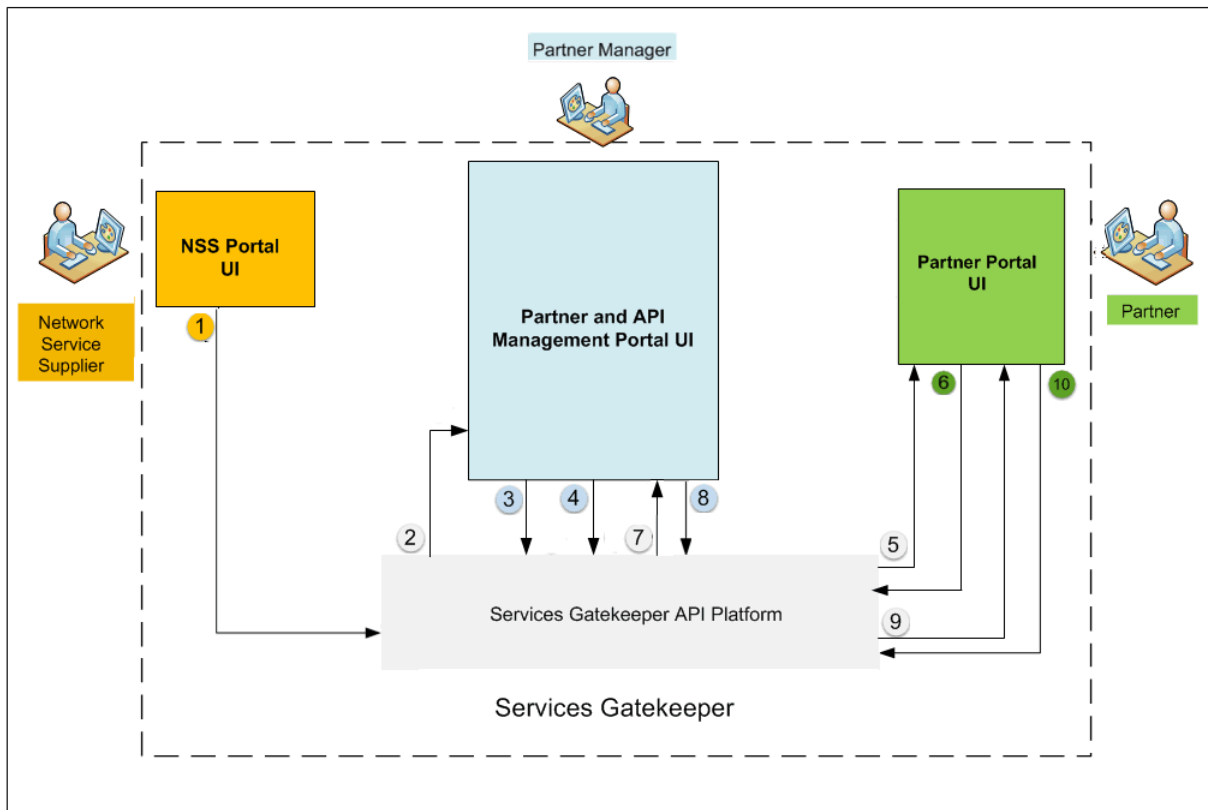 Partner Manager
NSS Portal
UI
Partner Portal
UI
Partner and API
Management Portal UI
Network
Service
Supplier
Partner
1
6
10
3
4
8
2
7
5
Services Gatekeeper API Platform
9
Services Gatekeeper